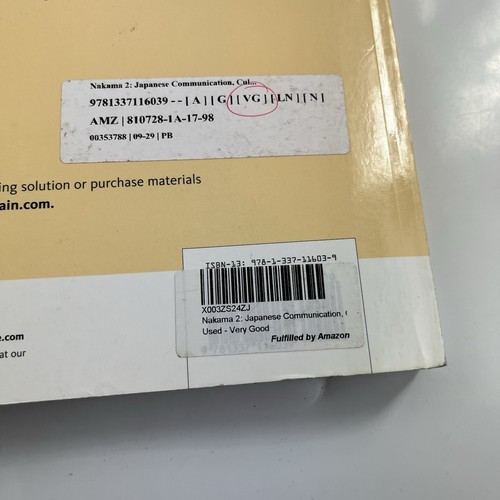 Nakama 2: Japanese Communication, Cul...
9781337116039 - - [ A ] [ G ] [ VG ] [ LN ] [ N ]
AMZ | 810728-1A-17-98
00353788 | 09-29 | PB
ing solution or purchase materials
ain.com.
ISBN-13: 978-1-337-11603-9
X003ZS24ZJ
Nakama 2: Japanese Communication, C
Used - Very Good
Fulfilled by Amazon
e.com
at our